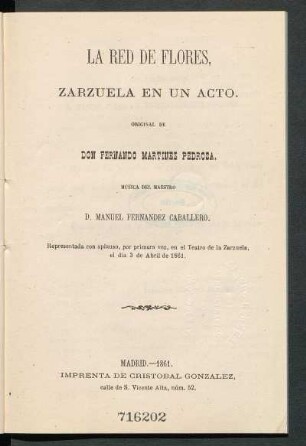 LA RED DE FLORES,
ZARZUELA EN UN ACTO.
ORIGINAL DE
DON FERNANDO MARTINEZ PEDROSA.
MUSICA DEL MAESTRO
D. MANUEL FERNANDEZ CABALLERO.
Representada con aplauso, por primera vez, en el Teatro de la Zarzuela,
el dia 3 de Abril de 1861.
MADRID.—1861.
IMPRENTA DE CRISTOBAL GONZALEZ,
calle de S. Vicente Alta, núm. 52.
716202